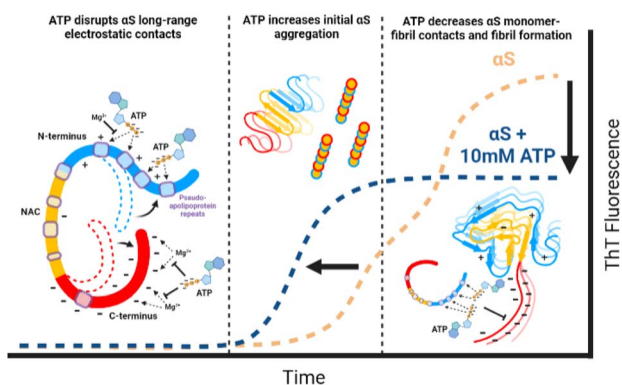 ATP disrupts αS long-range
electrostatic contacts
ATP increases initial αS
aggregation
ATP decreases αS monomer-
fibril contacts and fibril formation
αS
αS +
10mM ATP
Mg²⁺
ATP
N-terminus
ATP
Pseudo-
apolipoprotein
repeats
NAC
Mg²⁺
ATP
Mg²⁺
C-terminus
ATP
ThT Fluorescence
Time